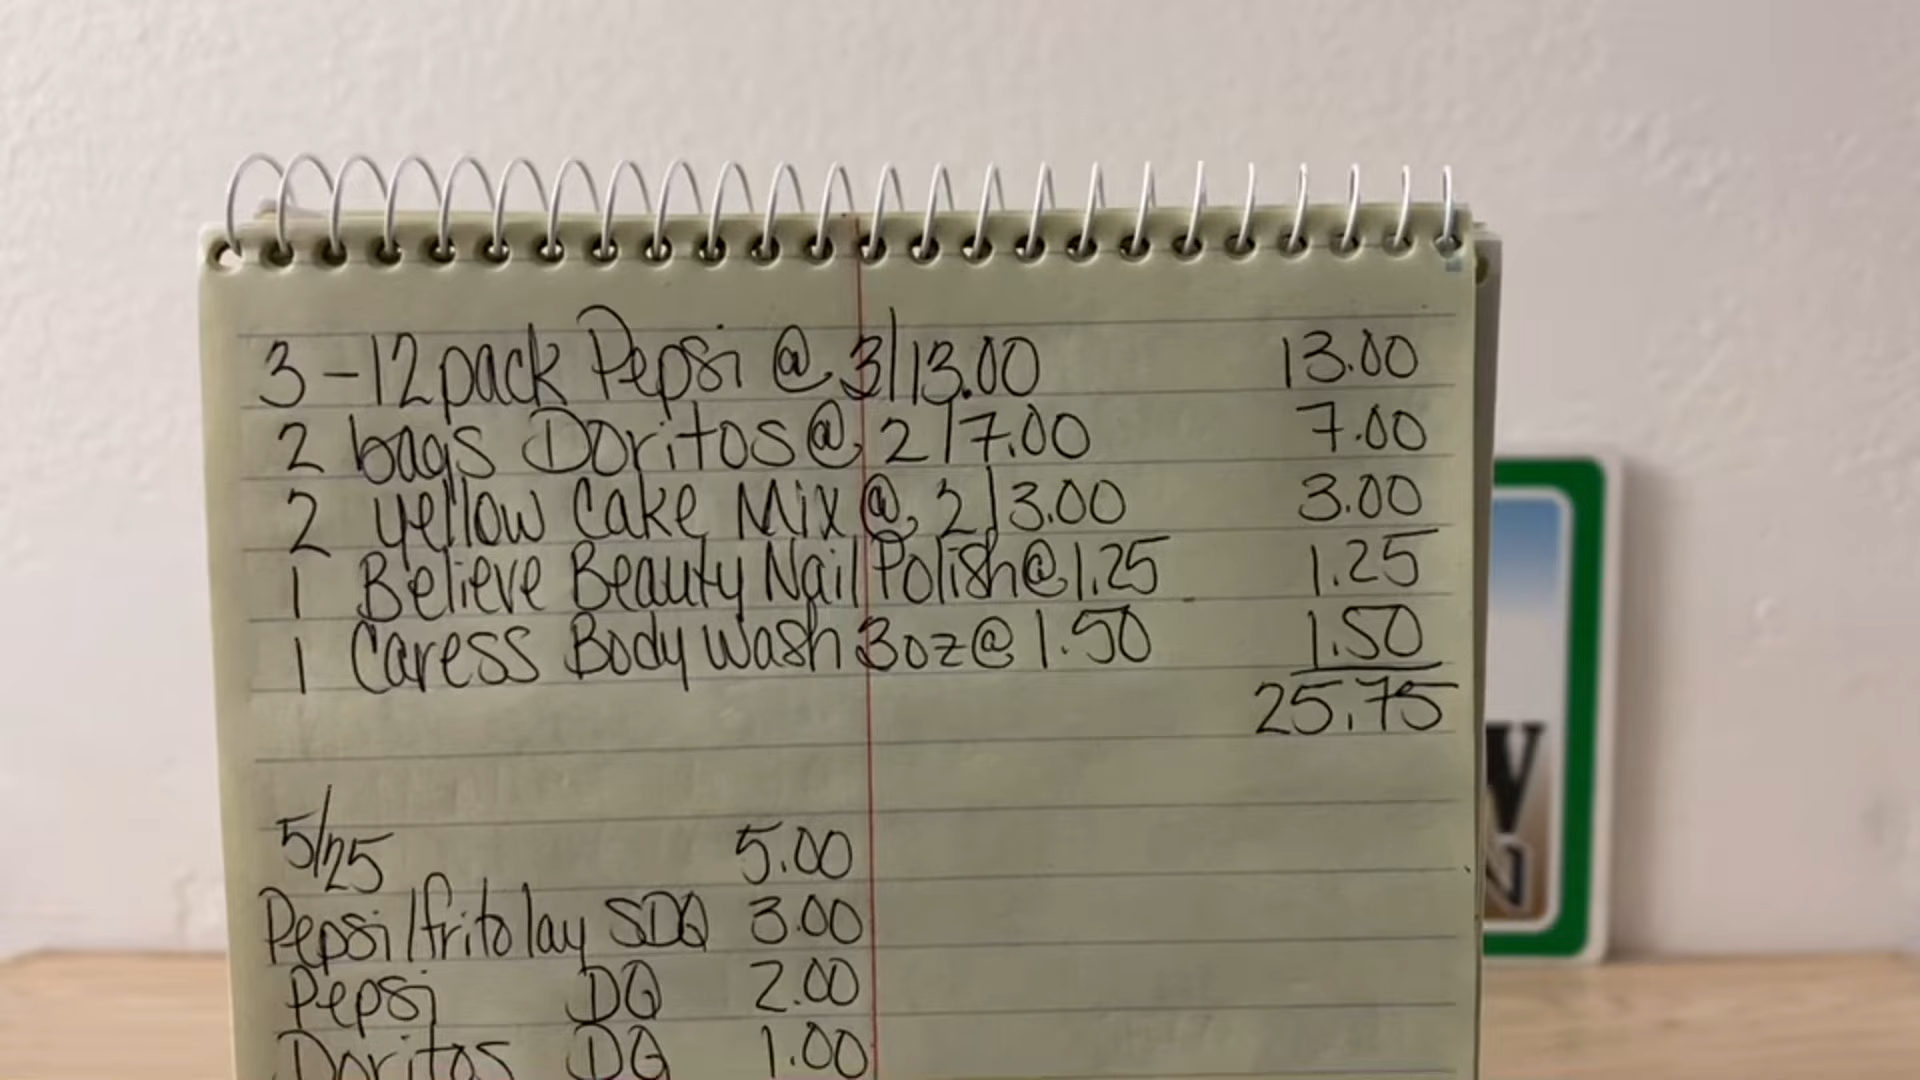 3 - 12 pack Pepsi @ 3/13.00 13.00
2 bags Doritos @ 2/7.00 7.00
2 yellow Cake Mix @ 2/3.00 3.00
1 Believe Beauty Nail Polish @ 1.25 1.25
1 Caress Body Wash 3oz @ 1.50 1.50
25.75
5/25 5.00
Pepsi/frito lay SDQ 3.00
Pepsi DQ 2.00
Doritos DQ 1.00